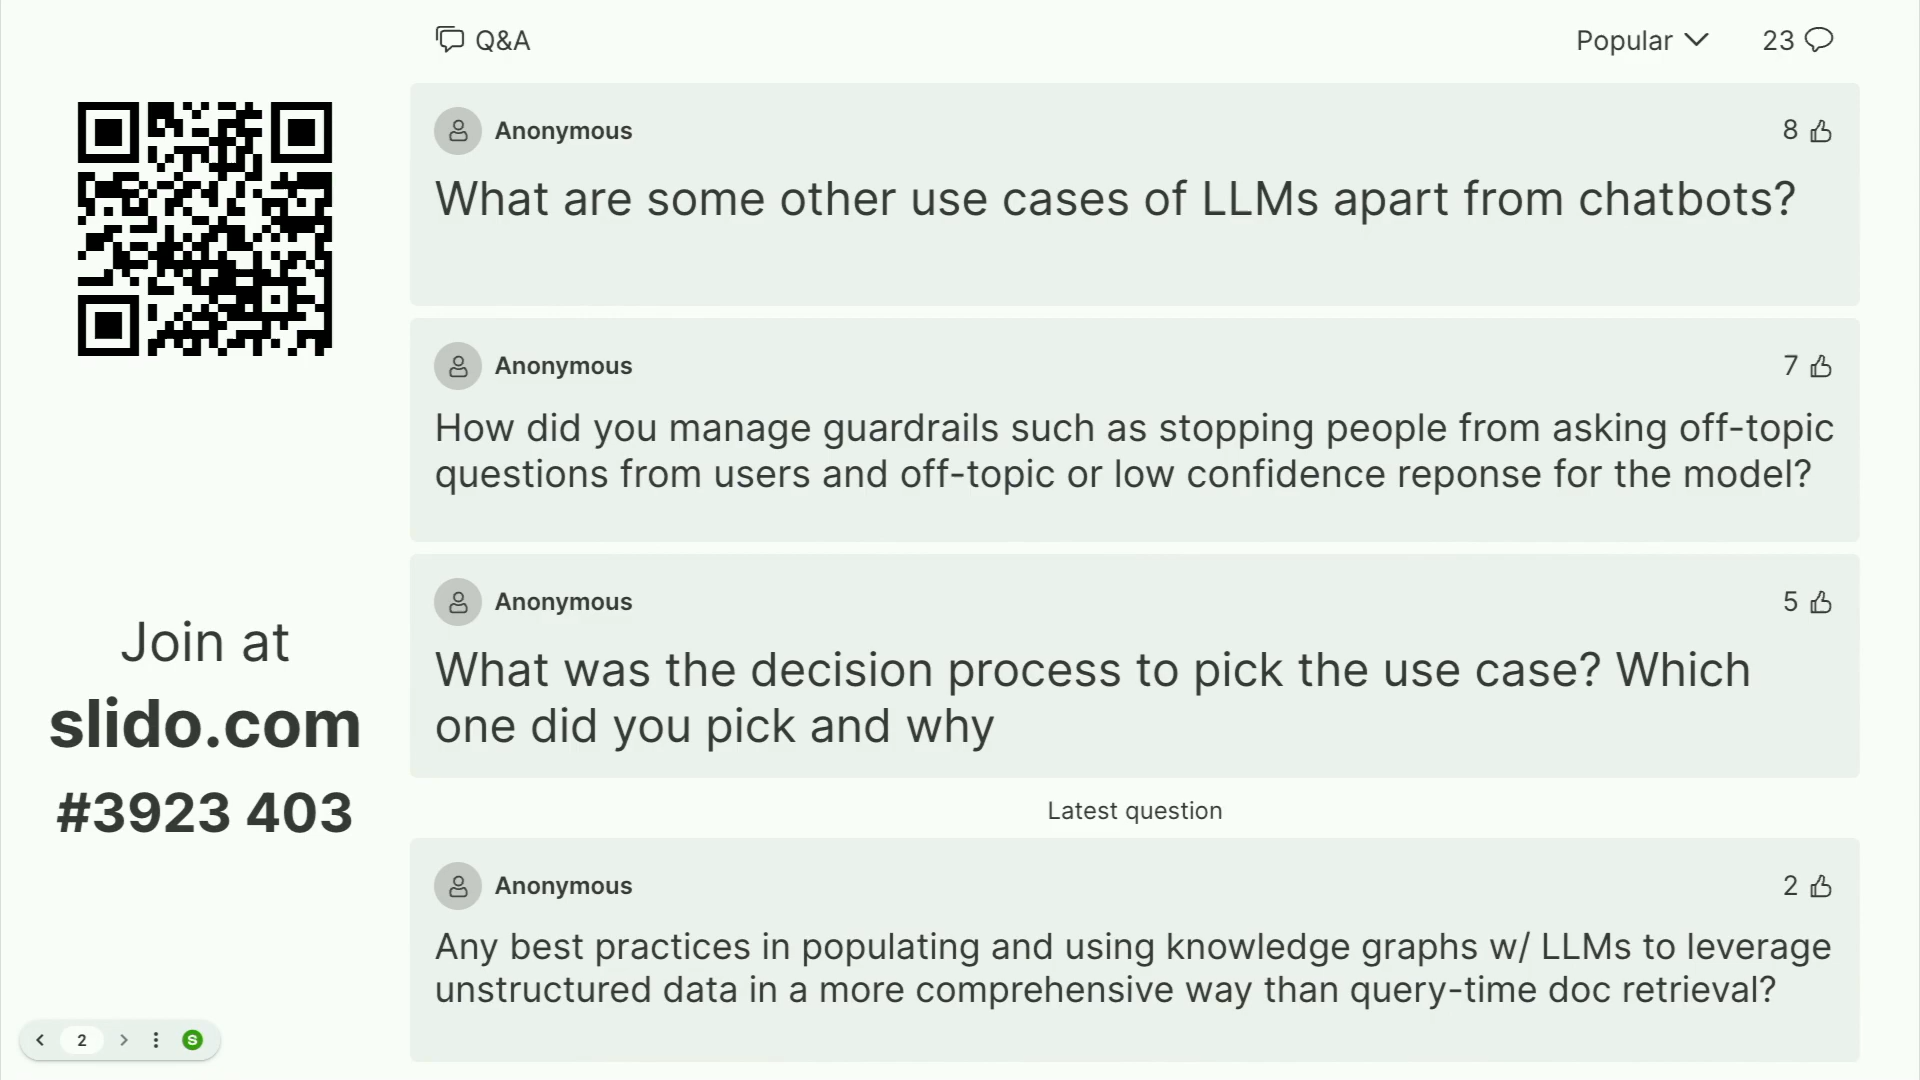 Q&A
Popular
23
Anonymous
8
What are some other use cases of LLMs apart from chatbots?
Anonymous
7
How did you manage guardrails such as stopping people from asking off-topic
questions from users and off-topic or low confidence reponse for the model?
Anonymous
5
What was the decision process to pick the use case? Which
one did you pick and why
Latest question
Anonymous
2
Any best practices in populating and using knowledge graphs w/ LLMs to leverage
unstructured data in a more comprehensive way than query-time doc retrieval?
Join at
slido.com
#3923 403
2
S